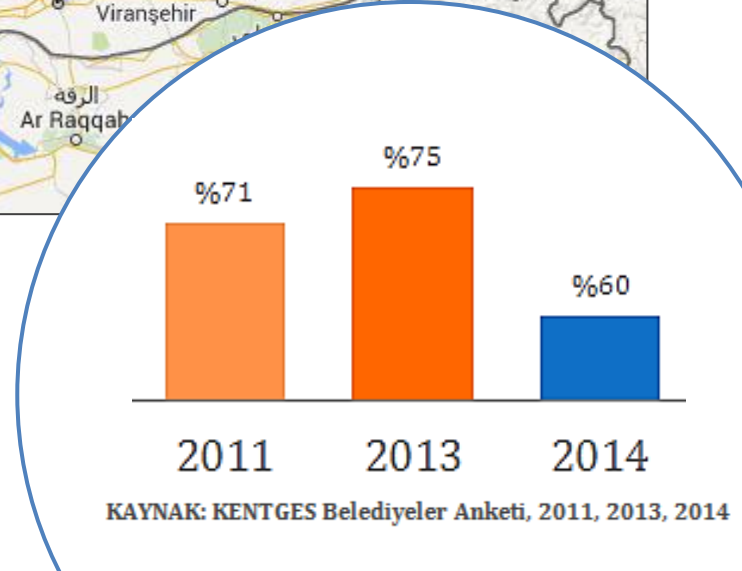 Viranşehir
الرقة
Ar Raqqah
%71
%75
%60
2011
2013
2014
KAYNAK: KENTGES Belediyeler Anketi, 2011, 2013, 2014